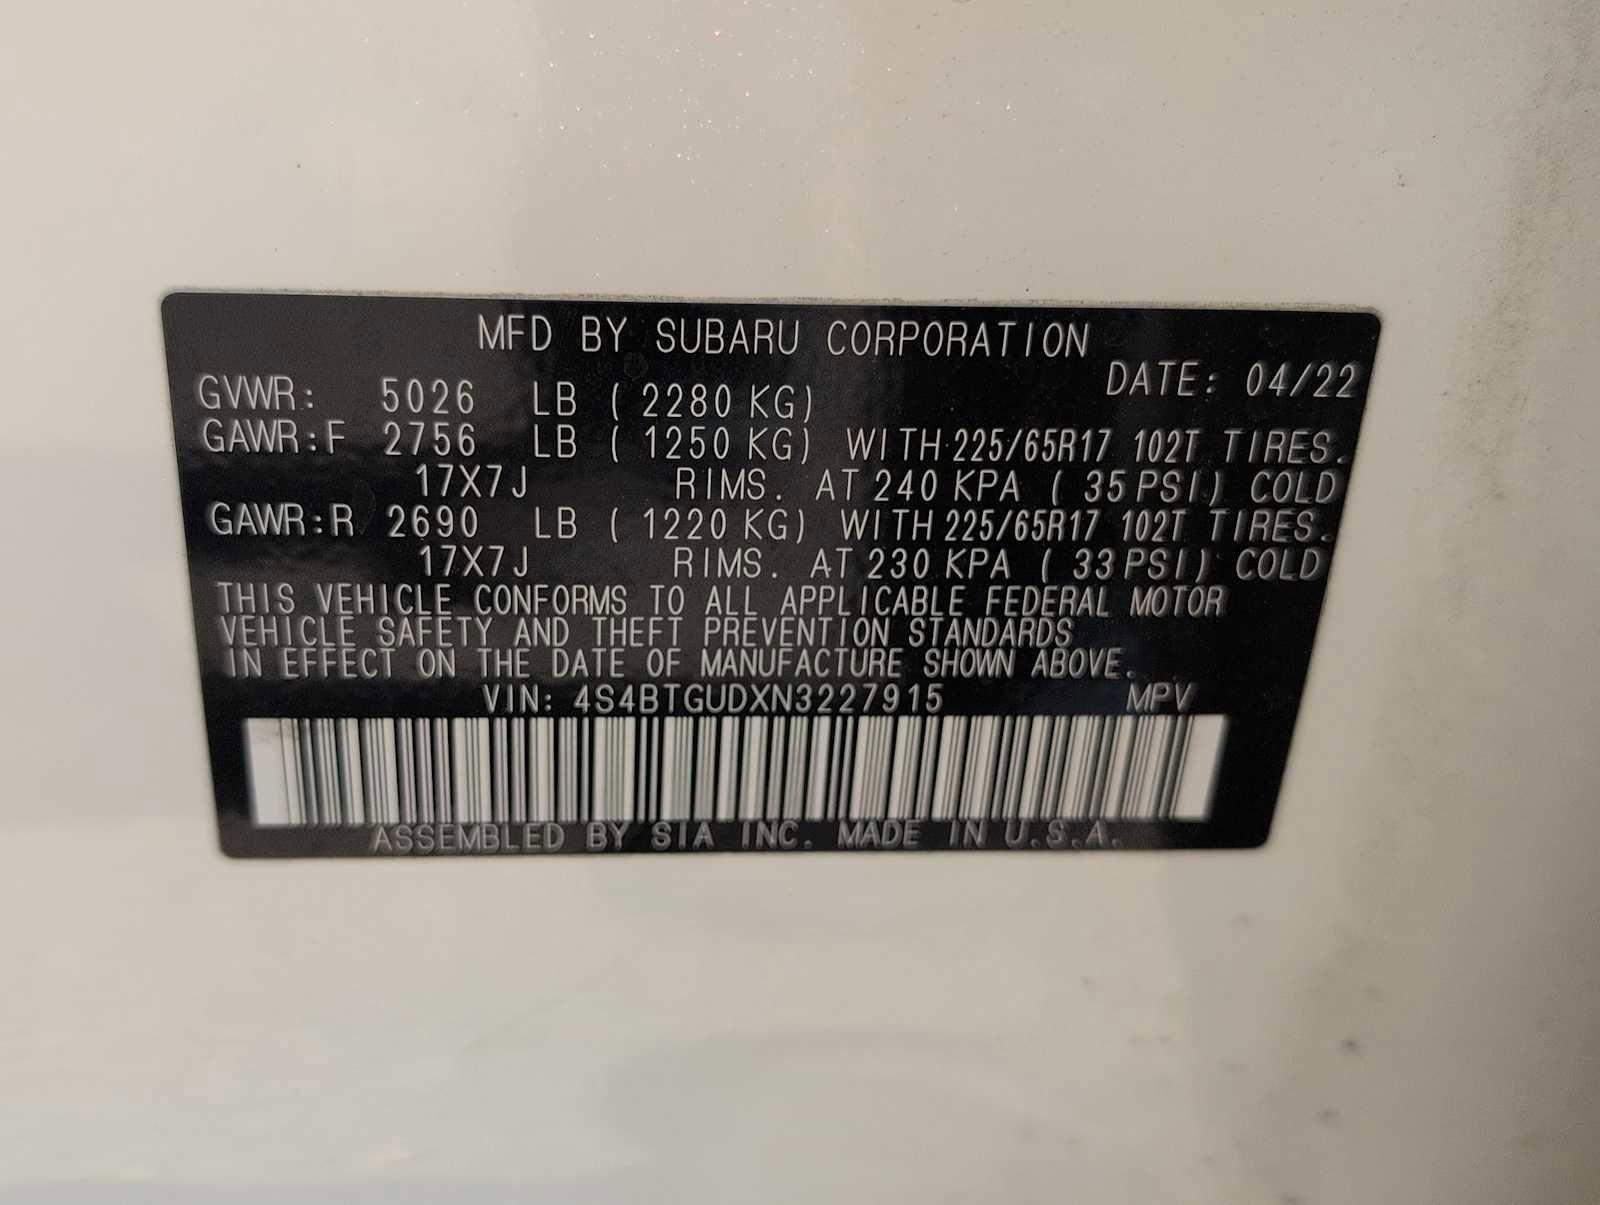 MFD BY SUBARU CORPORATION
DATE: 04/22
GVWR: 5026 LB (2280 KG)
GAWR:F 2756 LB (1250 KG) WITH 225/65R17 102T TIRES.
17X7J RIMS. AT 240 KPA (35 PSI) COLD
GAWR:R 2690 LB (1220 KG) WITH 225/65R17 102T TIRES.
17X7J RIMS. AT 230 KPA (33 PSI) COLD
THIS VEHICLE CONFORMS TO ALL APPLICABLE FEDERAL MOTOR
VEHICLE SAFETY AND THEFT PREVENTION STANDARDS
IN EFFECT ON THE DATE OF MANUFACTURE SHOWN ABOVE.
VIN: 4S4BTGUDXN3227915 MPV
ASSEMBLED BY SIA INC. MADE IN U.S.A.